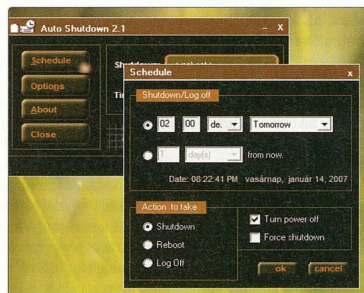 Auto Shutdown 2.1
- X
Schedule
Options
About
Close
Schedule
x
Shutdown/Log off
02 : 00 de. Tomorrow
1 day(s) from now.
Date: 08:22:41 PM vasárnap, január 14, 2007
Action to take
Shutdown
Reboot
Log Off
Turn power off
Force shutdown
ok
cancel